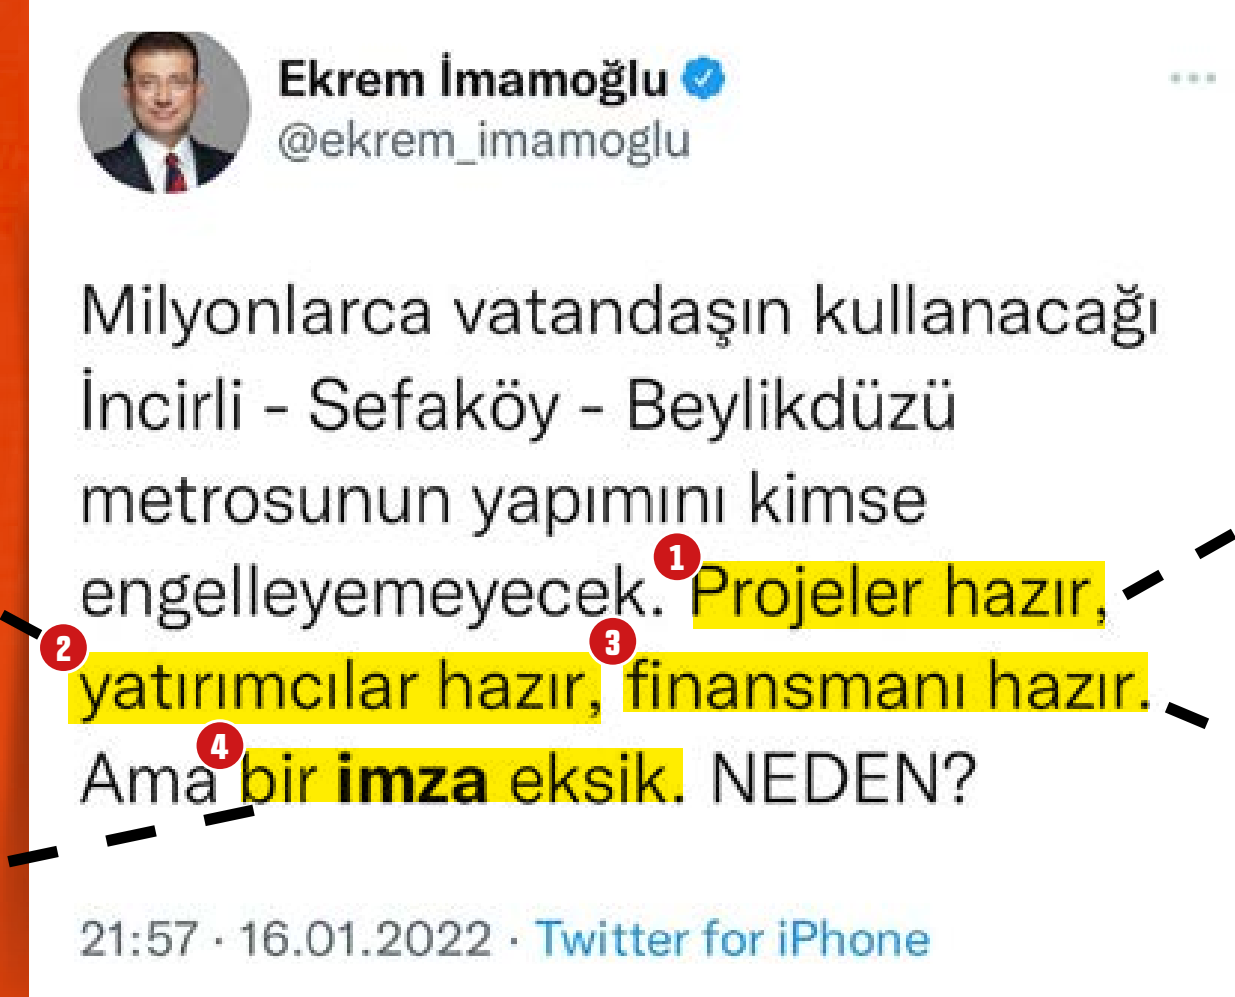 Ekrem İmamoğlu
@ekrem_imamoglu
Milyonlarca vatandaşın kullanacağı
İncirli - Sefaköy - Beylikdüzü
metrosunun yapımını kimse
1
engelleyemeyecek. Projeler hazır,
2 3
yatırımcılar hazır, finansmanı hazır.
4
Ama bir imza eksik. NEDEN?
21:57 · 16.01.2022 · Twitter for iPhone